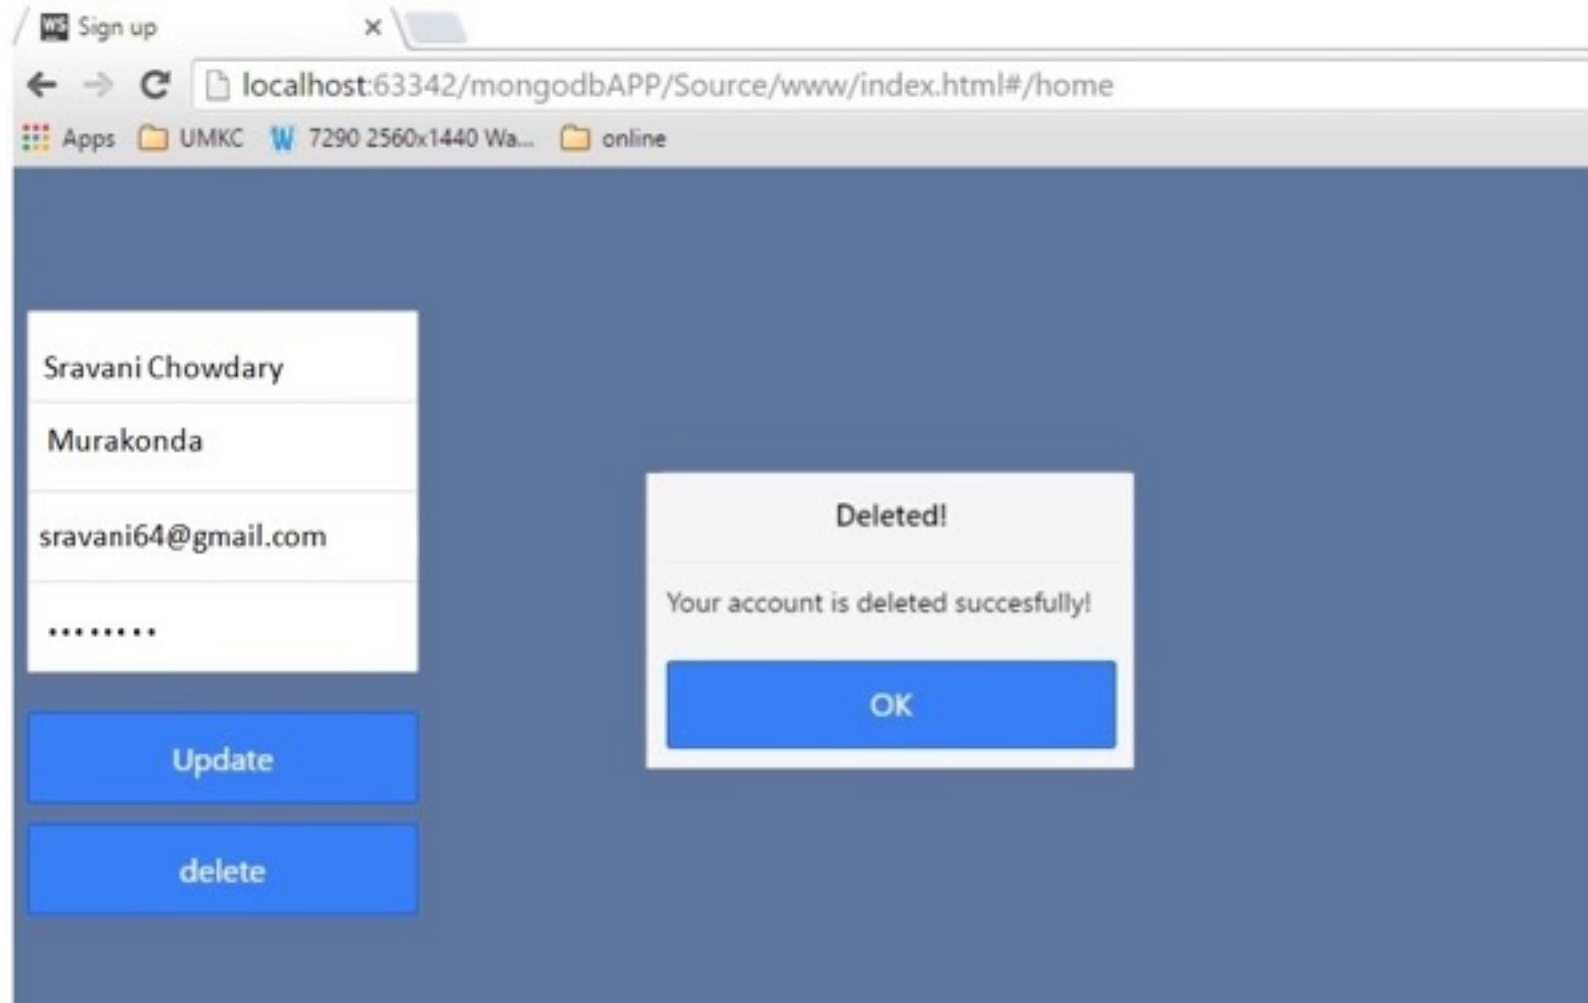 WS Sign up
localhost:63342/mongodbAPP/Source/www/index.html#/home
Apps UMKC W 7290 2560x1440 Wa... online
Sravani Chowdary
Murakonda
sravani64@gmail.com
........
Update
delete
Deleted!
Your account is deleted succesfully!
OK